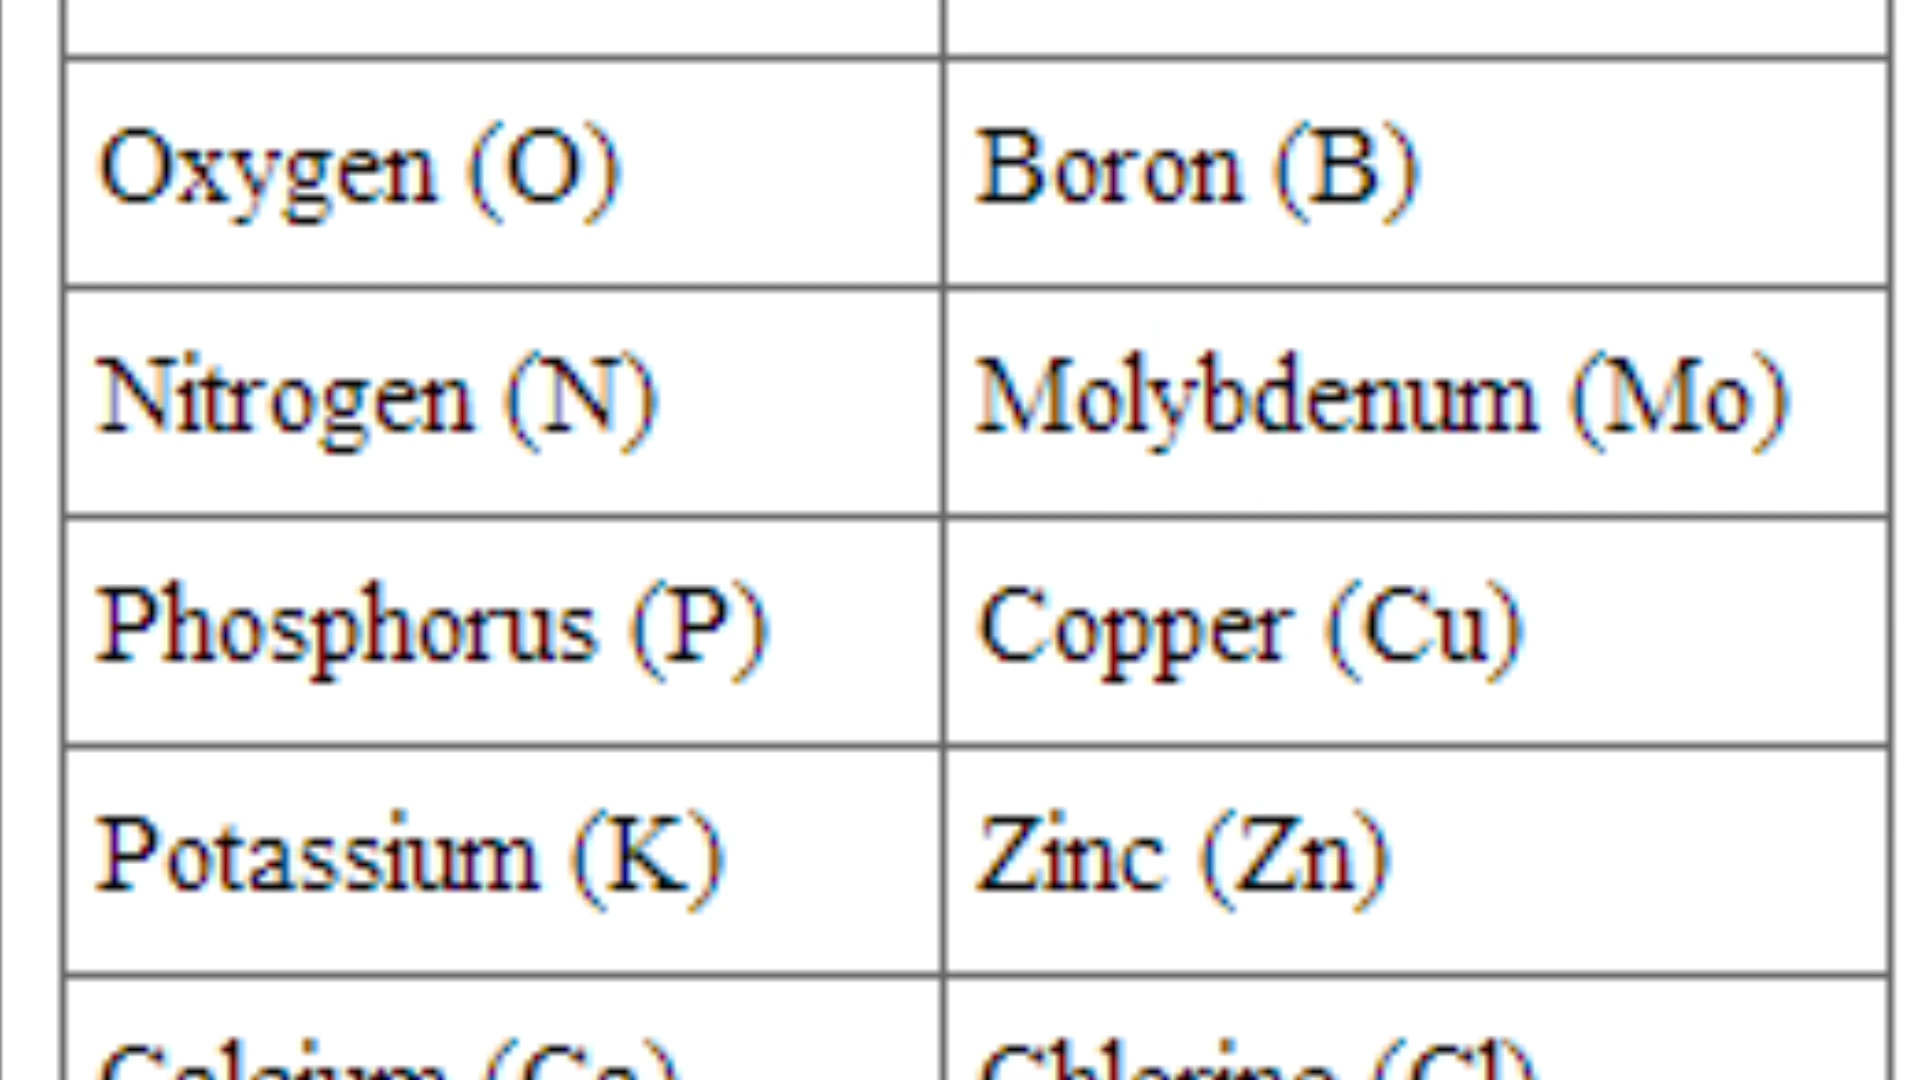 Oxygen (O) Boron (B)
Nitrogen (N) Molybdenum (Mo)
Phosphorus (P) Copper (Cu)
Potassium (K) Zinc (Zn)
Calcium (Ca) Chlorine (Cl)